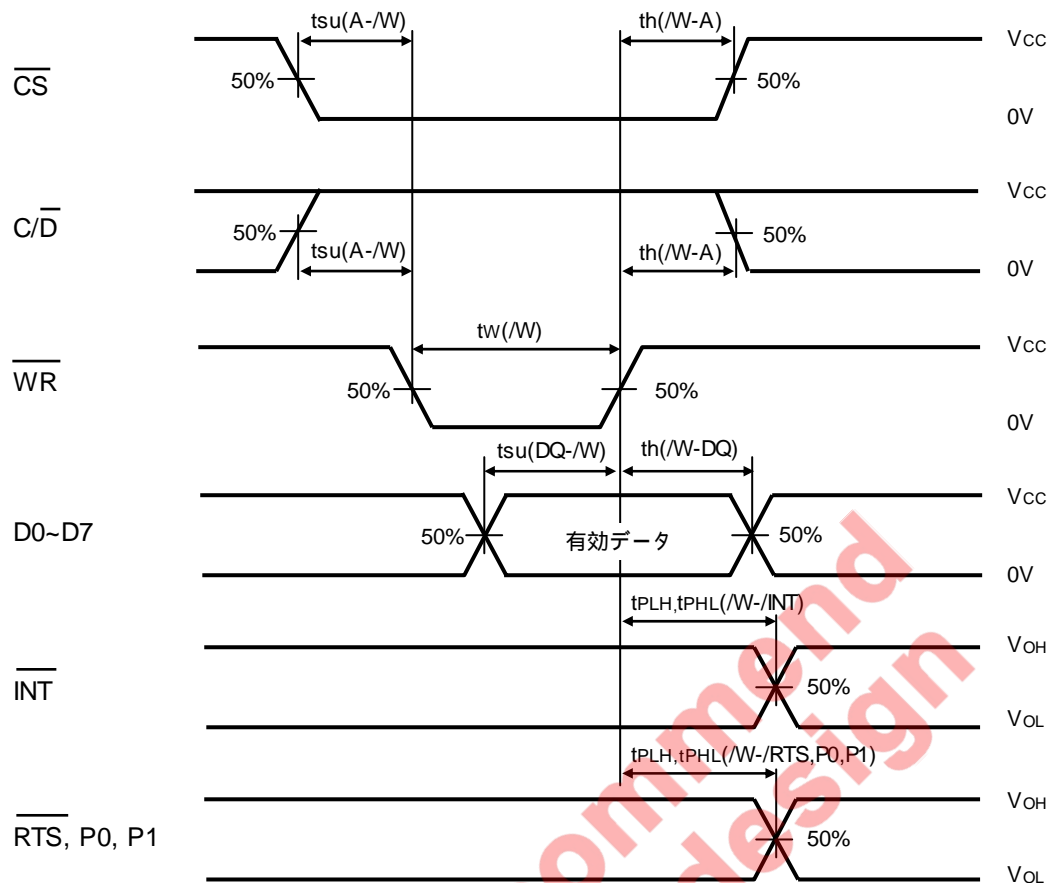 tsu(A-/W) th(/W-A) VCC
CS 50% 50%
0V
VCC
C/D 50% 50%
tsu(A-/W) th(/W-A) 0V
tW(/W) VCC
WR 50% 50%
0V
tsu(DQ-/W) th(/W-DQ)
VCC
D0~D7 50% 有効データ 50%
0V
tPLH,tPHL(/W-/INT)
VOH
INT 50%
VOL
tPLH,tPHL(/W-/RTS,P0,P1)
VOH
RTS, P0, P1 50%
VOL
ommend
design